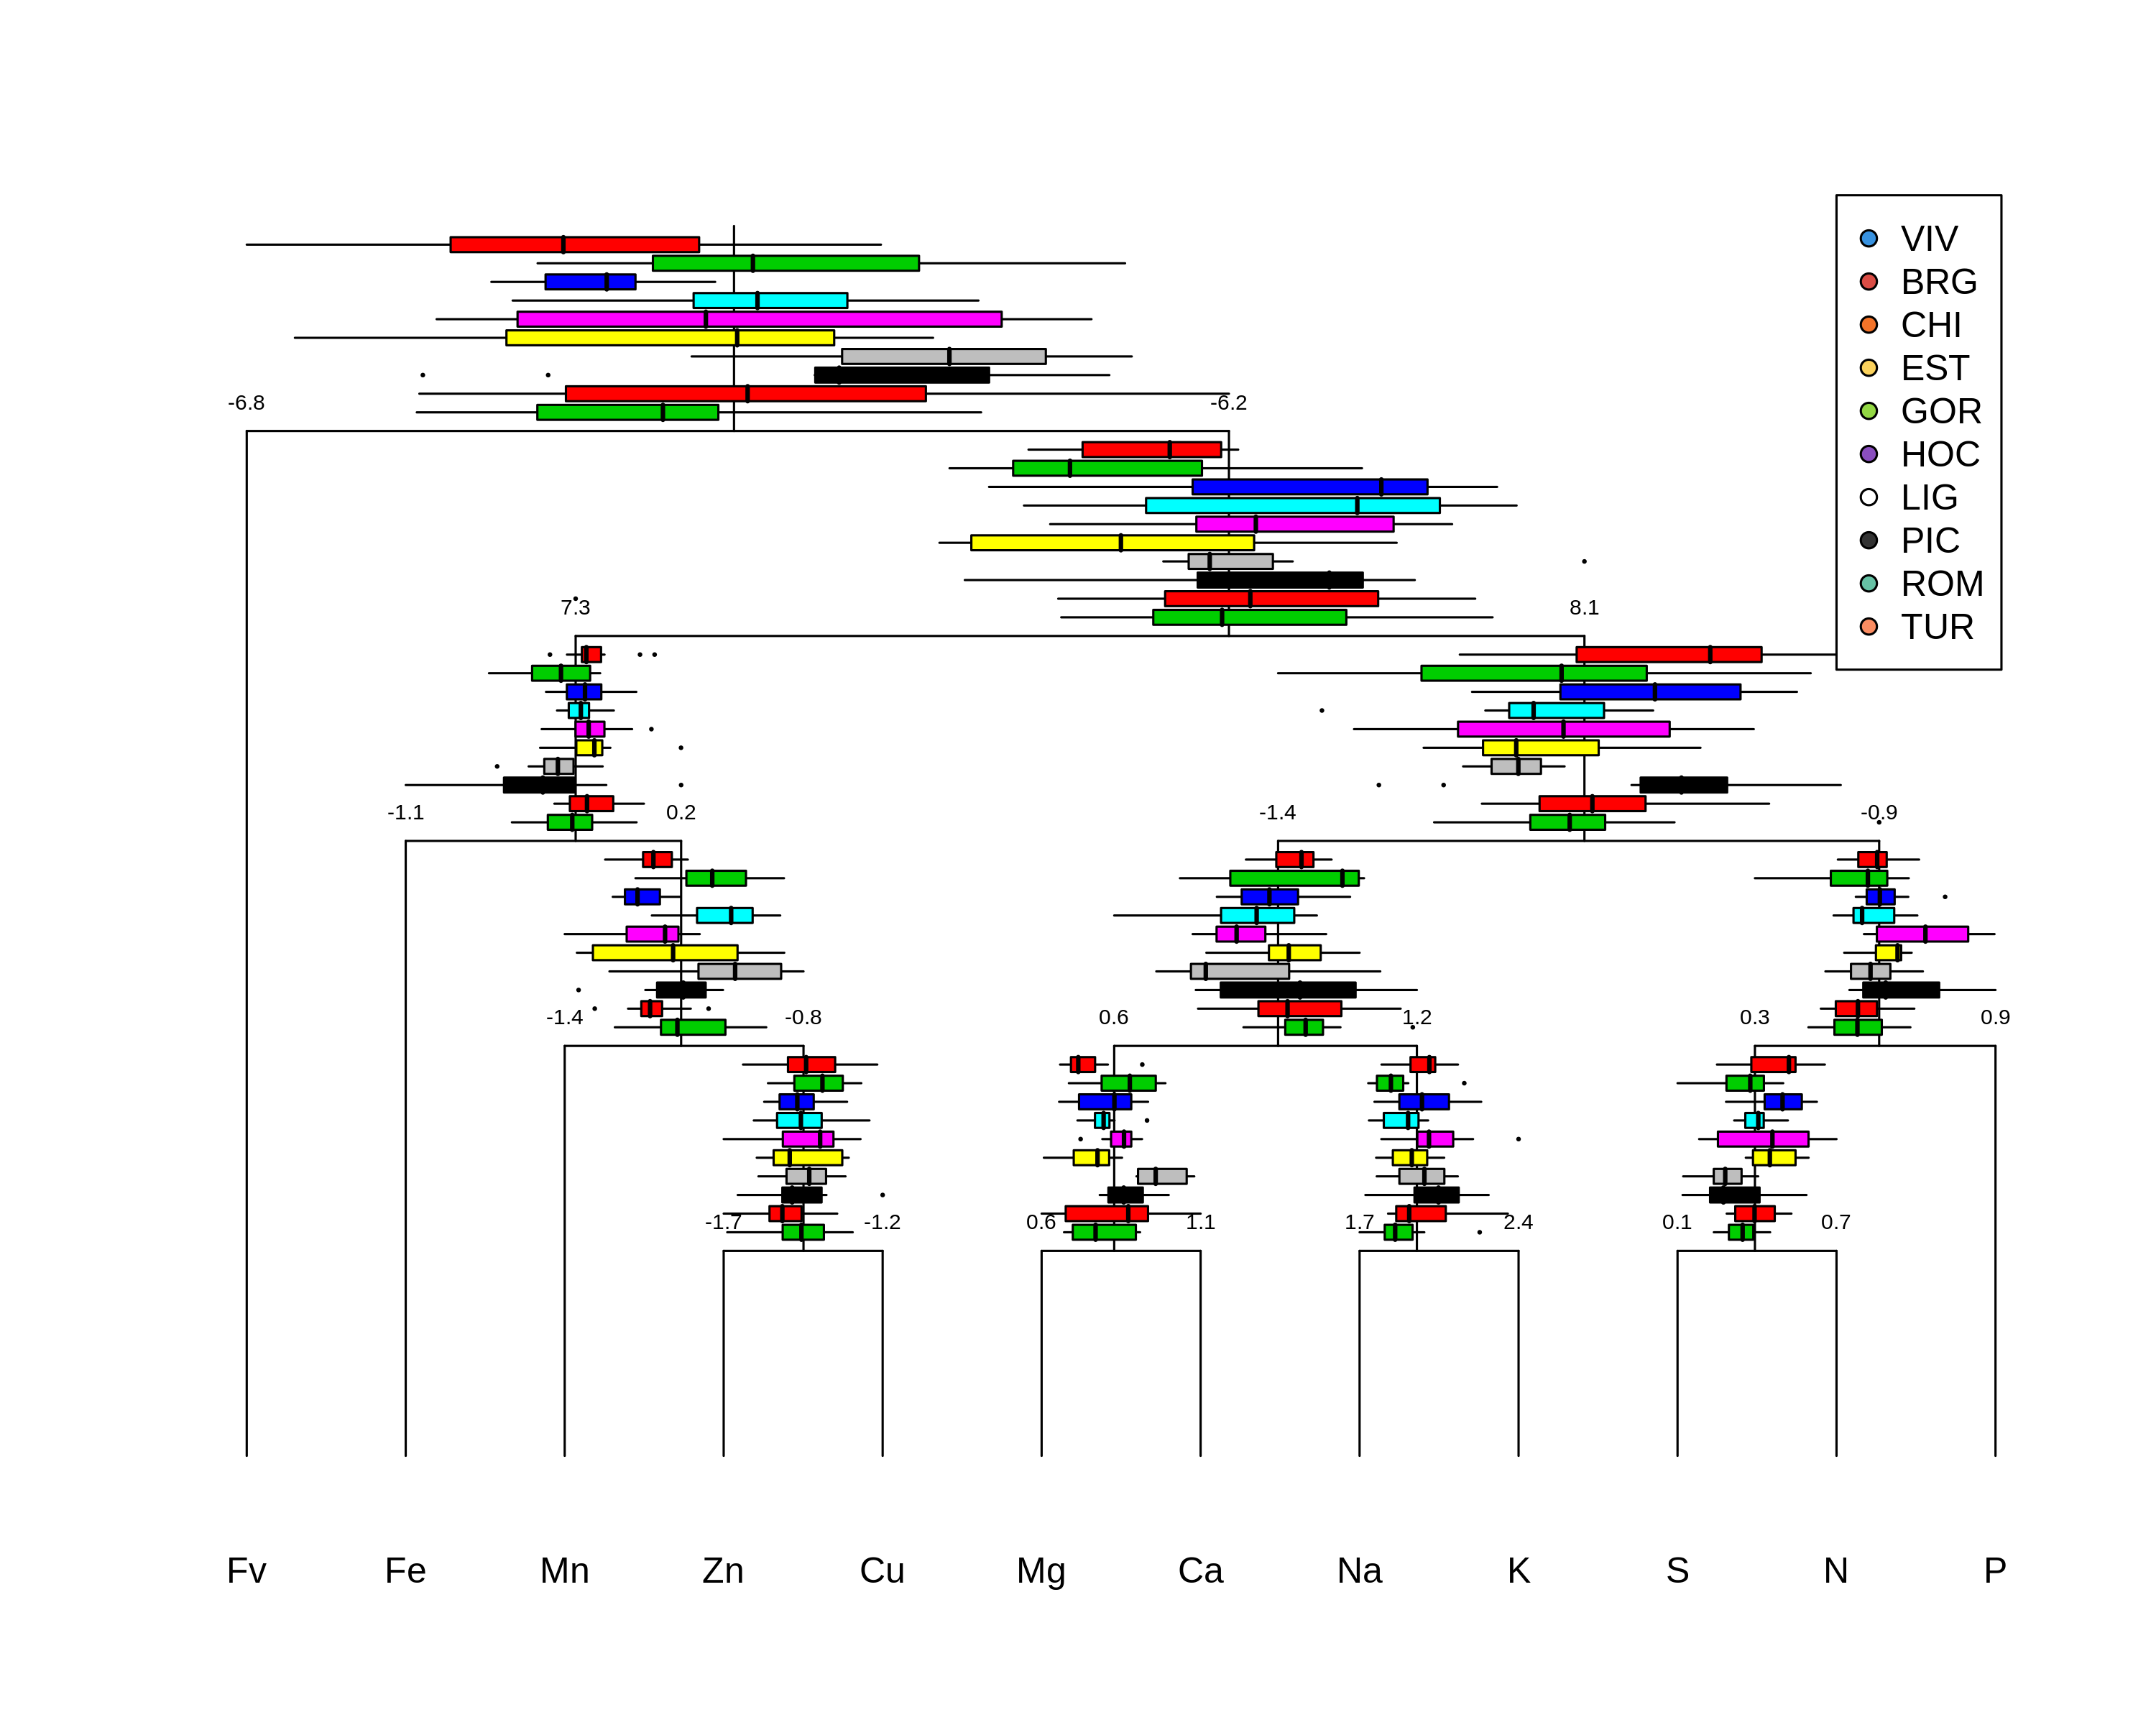 VIV
BRG
CHI
EST
GOR
HOC
LIG
PIC
ROM
TUR
-6.8 -6.2
7.3 8.1
-1.1 0.2 -1.4 -0.9
-1.4 -0.8 0.6 1.2 0.3 0.9
-1.7 -1.2 0.6 1.1 1.7 2.4 0.1 0.7
Fv Fe Mn Zn Cu Mg Ca Na K S N P